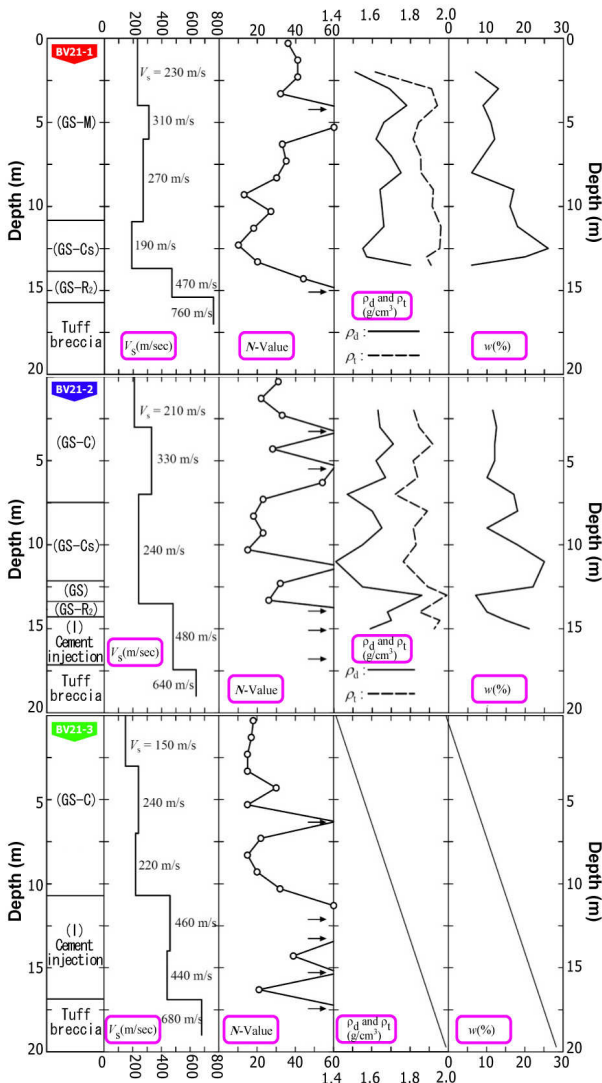 0 200 400 600 800 20 40 60 1.4 1.6 1.8 2.0 0 10 20 30
BV21-1
Depth (m)
0
5
10
15
20
(GS-M)
(GS-Cs)
(GS-R2)
Tuff
breccia
Vs = 230 m/s
310 m/s
270 m/s
190 m/s
470 m/s
760 m/s
Vs(m/sec)
N-Value
ρd and ρt
(g/cm3)
ρd :
ρt :
w(%)
0
5
10
15
20
Depth (m)
BV21-2
Depth (m)
5
10
15
20
(GS-C)
(GS-Cs)
(GS)
(GS-R2)
(I)
Cement
injection
Tuff
breccia
Vs = 210 m/s
330 m/s
240 m/s
480 m/s
640 m/s
Vs(m/sec)
N-Value
ρd and ρt
(g/cm3)
ρd :
ρt :
w(%)
5
10
15
20
Depth (m)
BV21-3
Depth (m)
5
10
15
20
(GS-C)
(I)
Cement
injection
Tuff
breccia
Vs = 150 m/s
240 m/s
220 m/s
460 m/s
440 m/s
680 m/s
Vs(m/sec)
N-Value
ρd and ρt
(g/cm3)
w(%)
5
10
15
20
Depth (m)
0 200 400 600 800 20 40 60 1.4 1.6 1.8 2.0 0 10 20 30